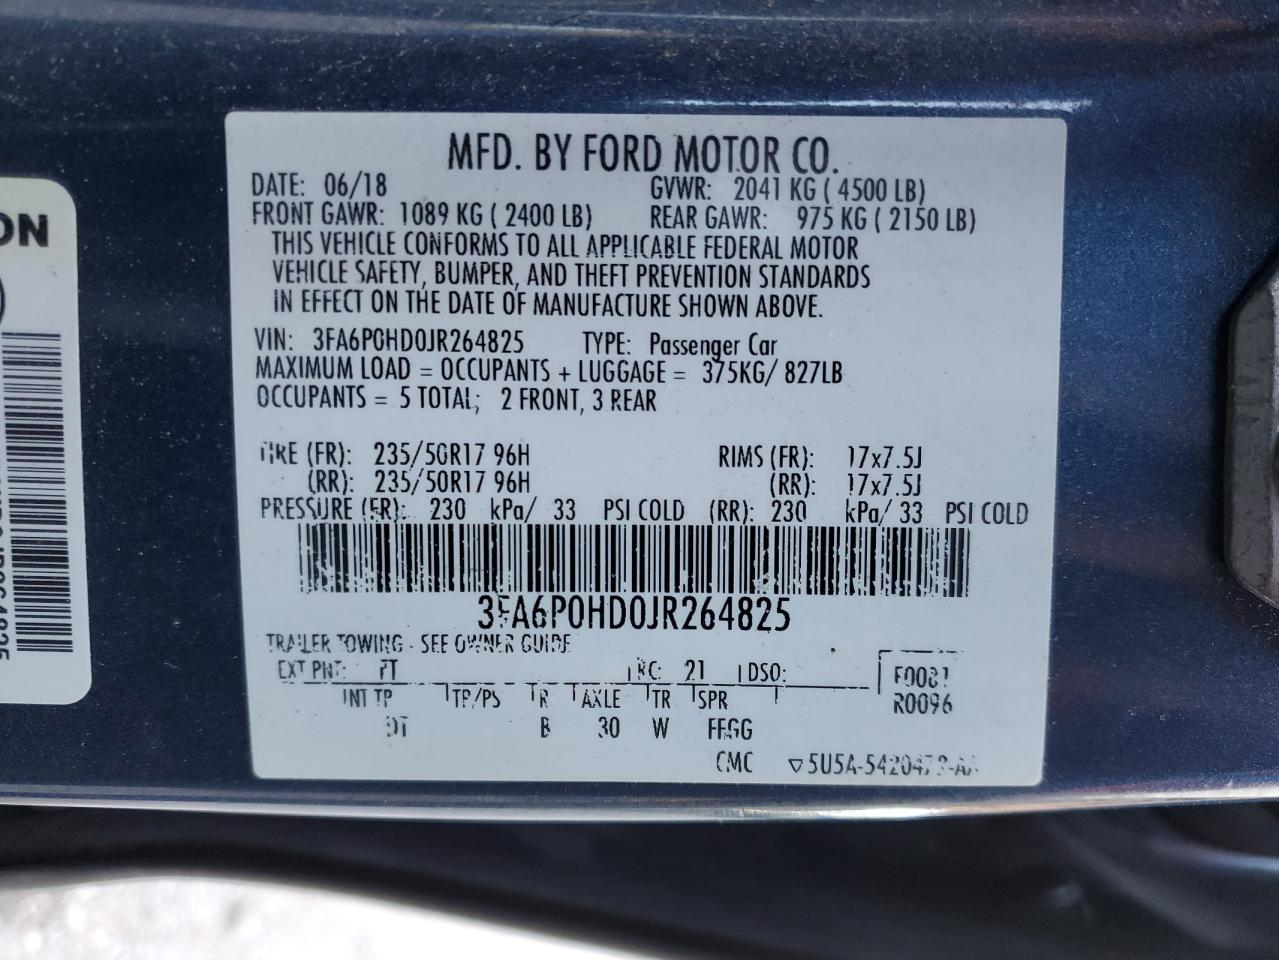 MFD. BY FORD MOTOR CO.
DATE: 06/18 GVWR: 2041 KG ( 4500 LB)
FRONT GAWR: 1089 KG ( 2400 LB) REAR GAWR: 975 KG ( 2150 LB)
THIS VEHICLE CONFORMS TO ALL APPLICABLE FEDERAL MOTOR
VEHICLE SAFETY, BUMPER, AND THEFT PREVENTION STANDARDS
IN EFFECT ON THE DATE OF MANUFACTURE SHOWN ABOVE.
VIN: 3FA6P0HD0JR264825 TYPE: Passenger Car
MAXIMUM LOAD = OCCUPANTS + LUGGAGE = 375KG/ 827LB
OCCUPANTS = 5 TOTAL; 2 FRONT, 3 REAR
TIRE (FR): 235/50R17 96H RIMS (FR): 17x7.5J
(RR): 235/50R17 96H (RR): 17x7.5J
PRESSURE (FR): 230 kPa/ 33 PSI COLD (RR): 230 kPa/ 33 PSI COLD
3FA6P0HD0JR264825
TRAILER TOWING - SEE OWNER GUIDE
EXT PNT: RC: 21 DSO: F0081
INT TR TP/PS R AXLE TR SPR R0096
B 30 W
CMC